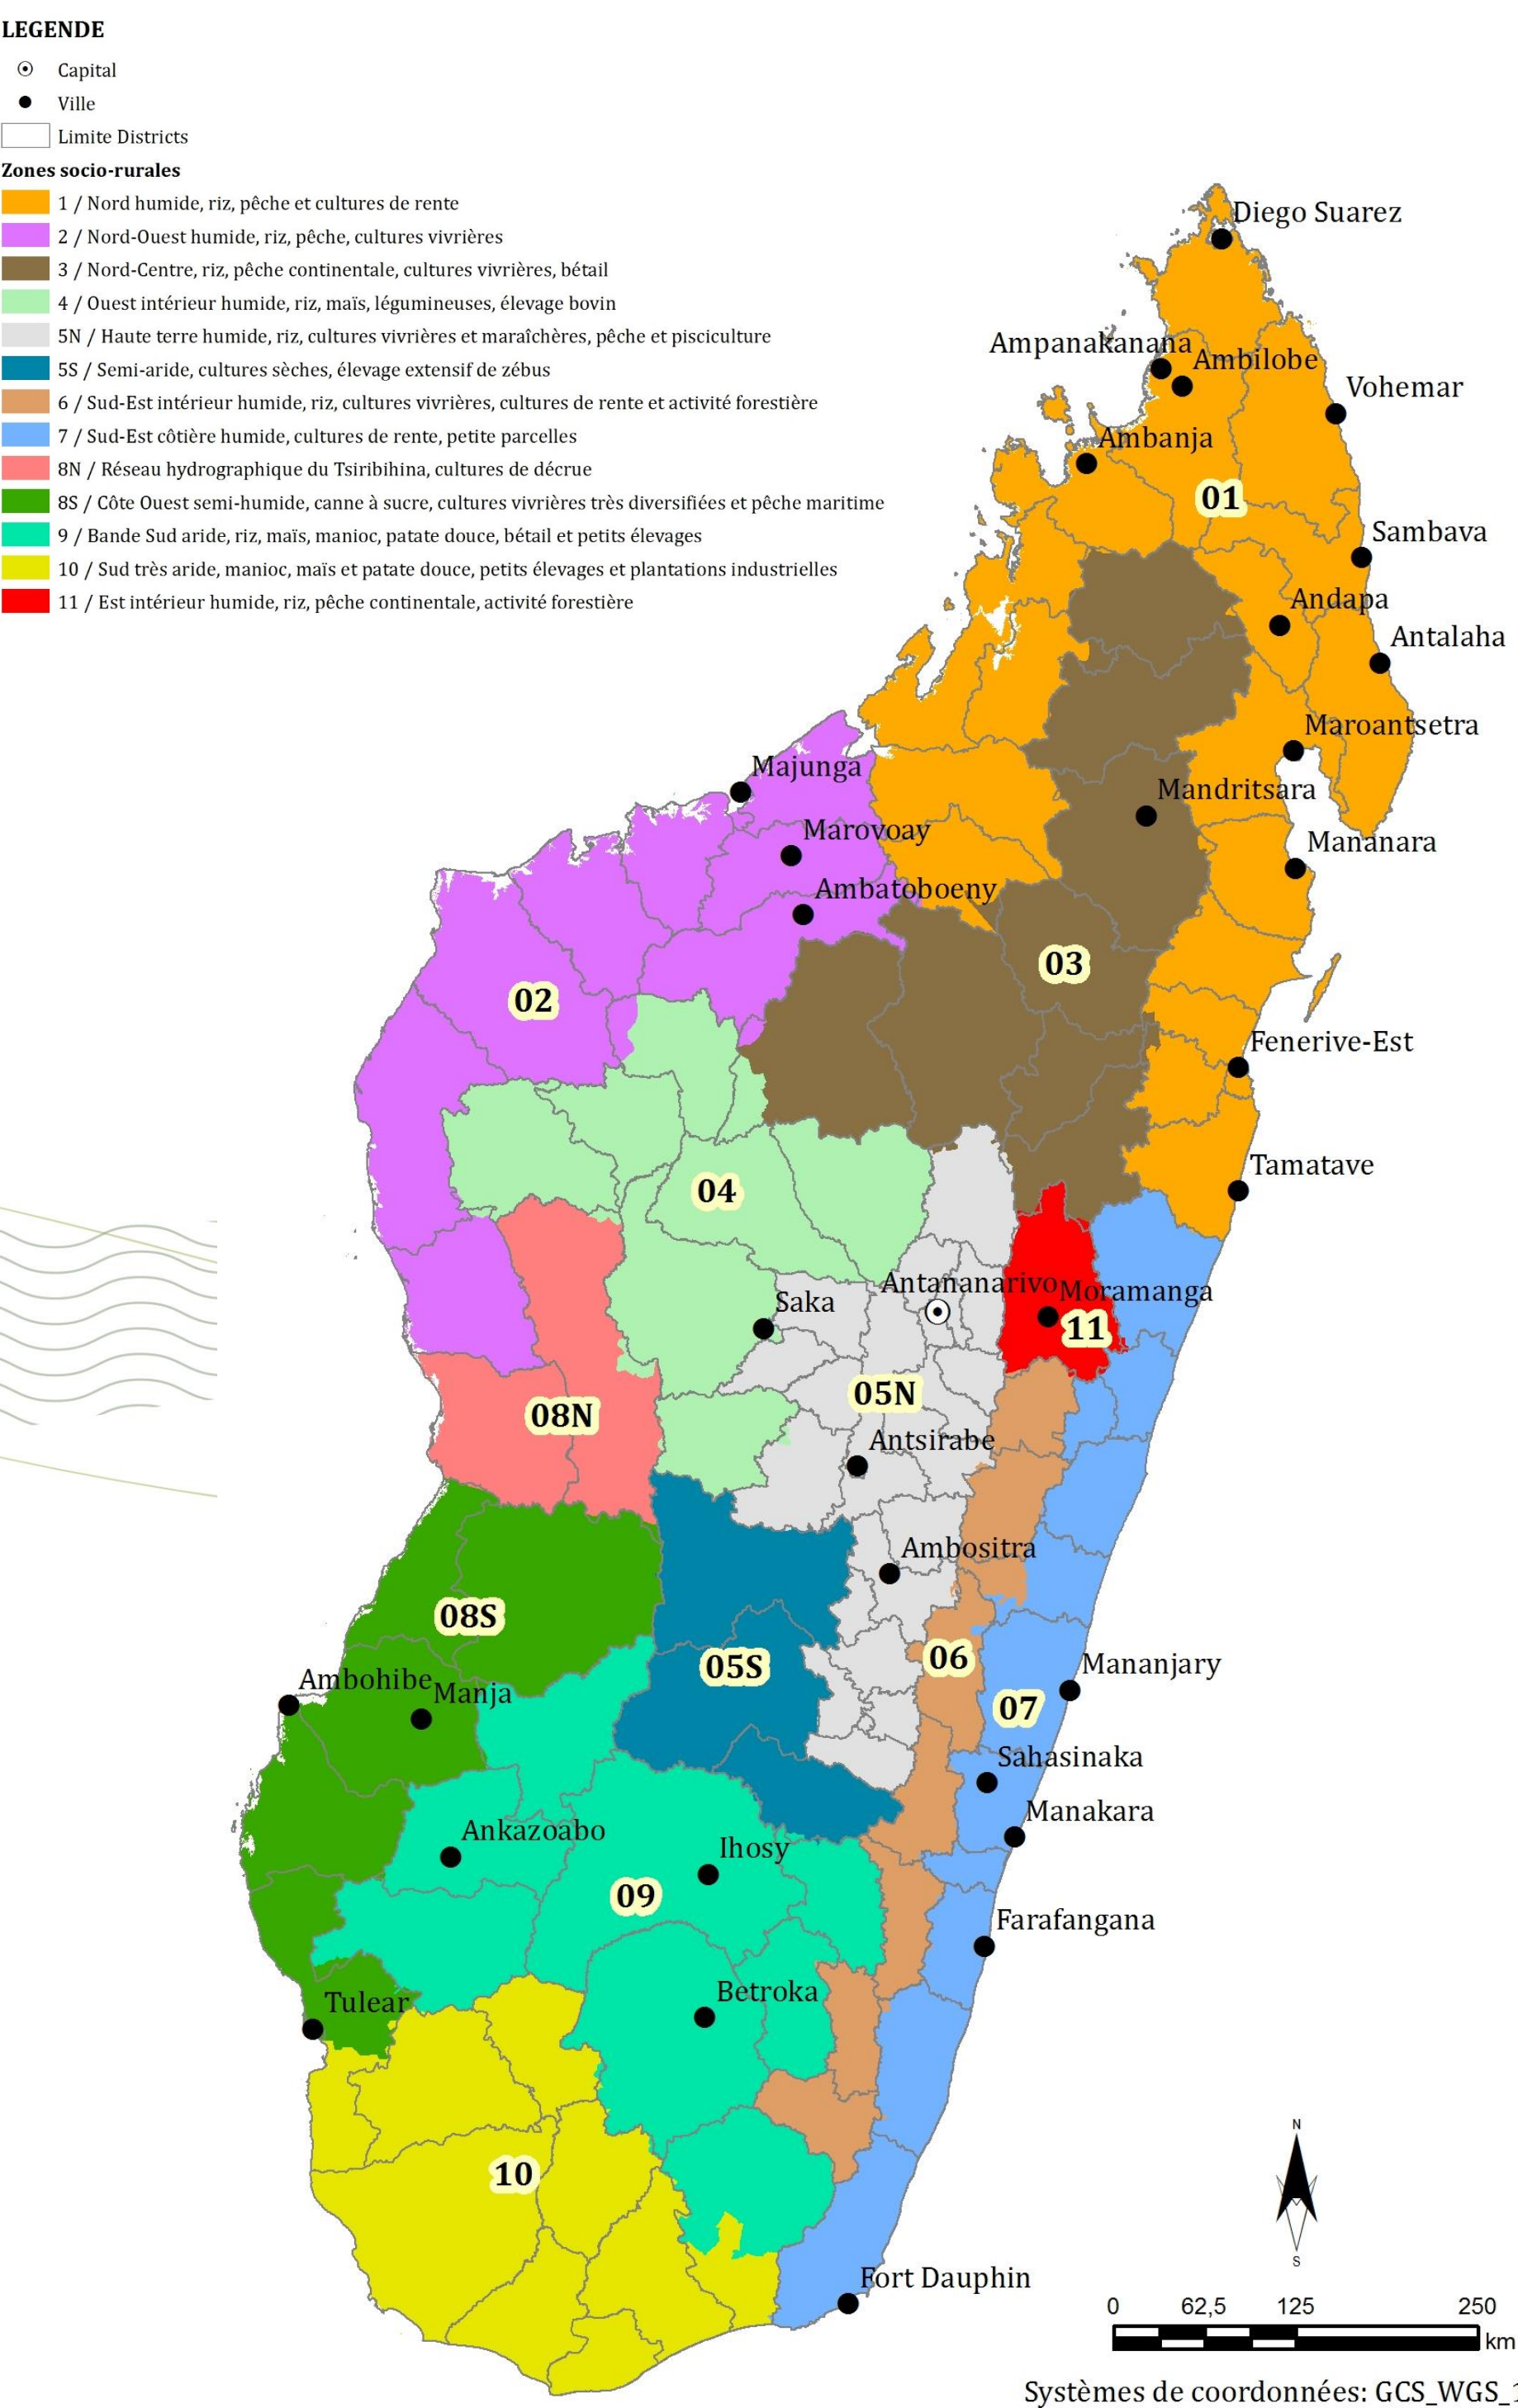 LEGENDE
Capital
Ville
Limite Districts
Zones socio-rurales
1 / Nord humide, riz, pêche et cultures de rente
2 / Nord-Ouest humide, riz, pêche, cultures vivrières
3 / Nord-Centre, riz, pêche continentale, cultures vivrières, bétail
4 / Ouest intérieur humide, riz, maïs, légumineuses, élevage bovin
5N / Haute terre humide, riz, cultures vivrières et maraîchères, pêche et pisciculture
5S / Semi-aride, cultures sèches, élevage extensif de zébus
6 / Sud-Est intérieur humide, riz, cultures vivrières, cultures de rente et activité forestière
7 / Sud-Est côtière humide, cultures de rente, petite parcelles
8N / Réseau hydrographique du Tsiribihina, cultures de décrue
8S / Côte Ouest semi-humide, canne à sucre, cultures vivrières très diversifiées et pêche maritime
9 / Bande Sud aride, riz, maïs, manioc, patate douce, bétail et petits élevages
10 / Sud très aride, manioc, maïs et patate douce, petits élevages et plantations industrielles
11 / Est intérieur humide, riz, pêche continentale, activité forestière
Diego Suarez
Ampanakanana
Ambilobe
Vohemar
Ambanja
01
Sambava
Andapa
Antalaha
Maroantsetra
Majunga
Mandritsara
Marovoay
Mananara
Ambatoboeny
03
02
Fenerive-Est
Tamatave
04
Antananarivo
Moramanga
Saka
11
05N
08N
Antsirabe
Ambositra
08S
06
05S
Mananjary
Ambohibe
Manja
07
Sahasinaka
Manakara
Ankazoabo
Ihosy
09
Farafangana
Betroka
Tulear
10
N
S
Fort Dauphin
0 62,5 125 250
km
Systèmes de coordonnées: GCS_WGS_1